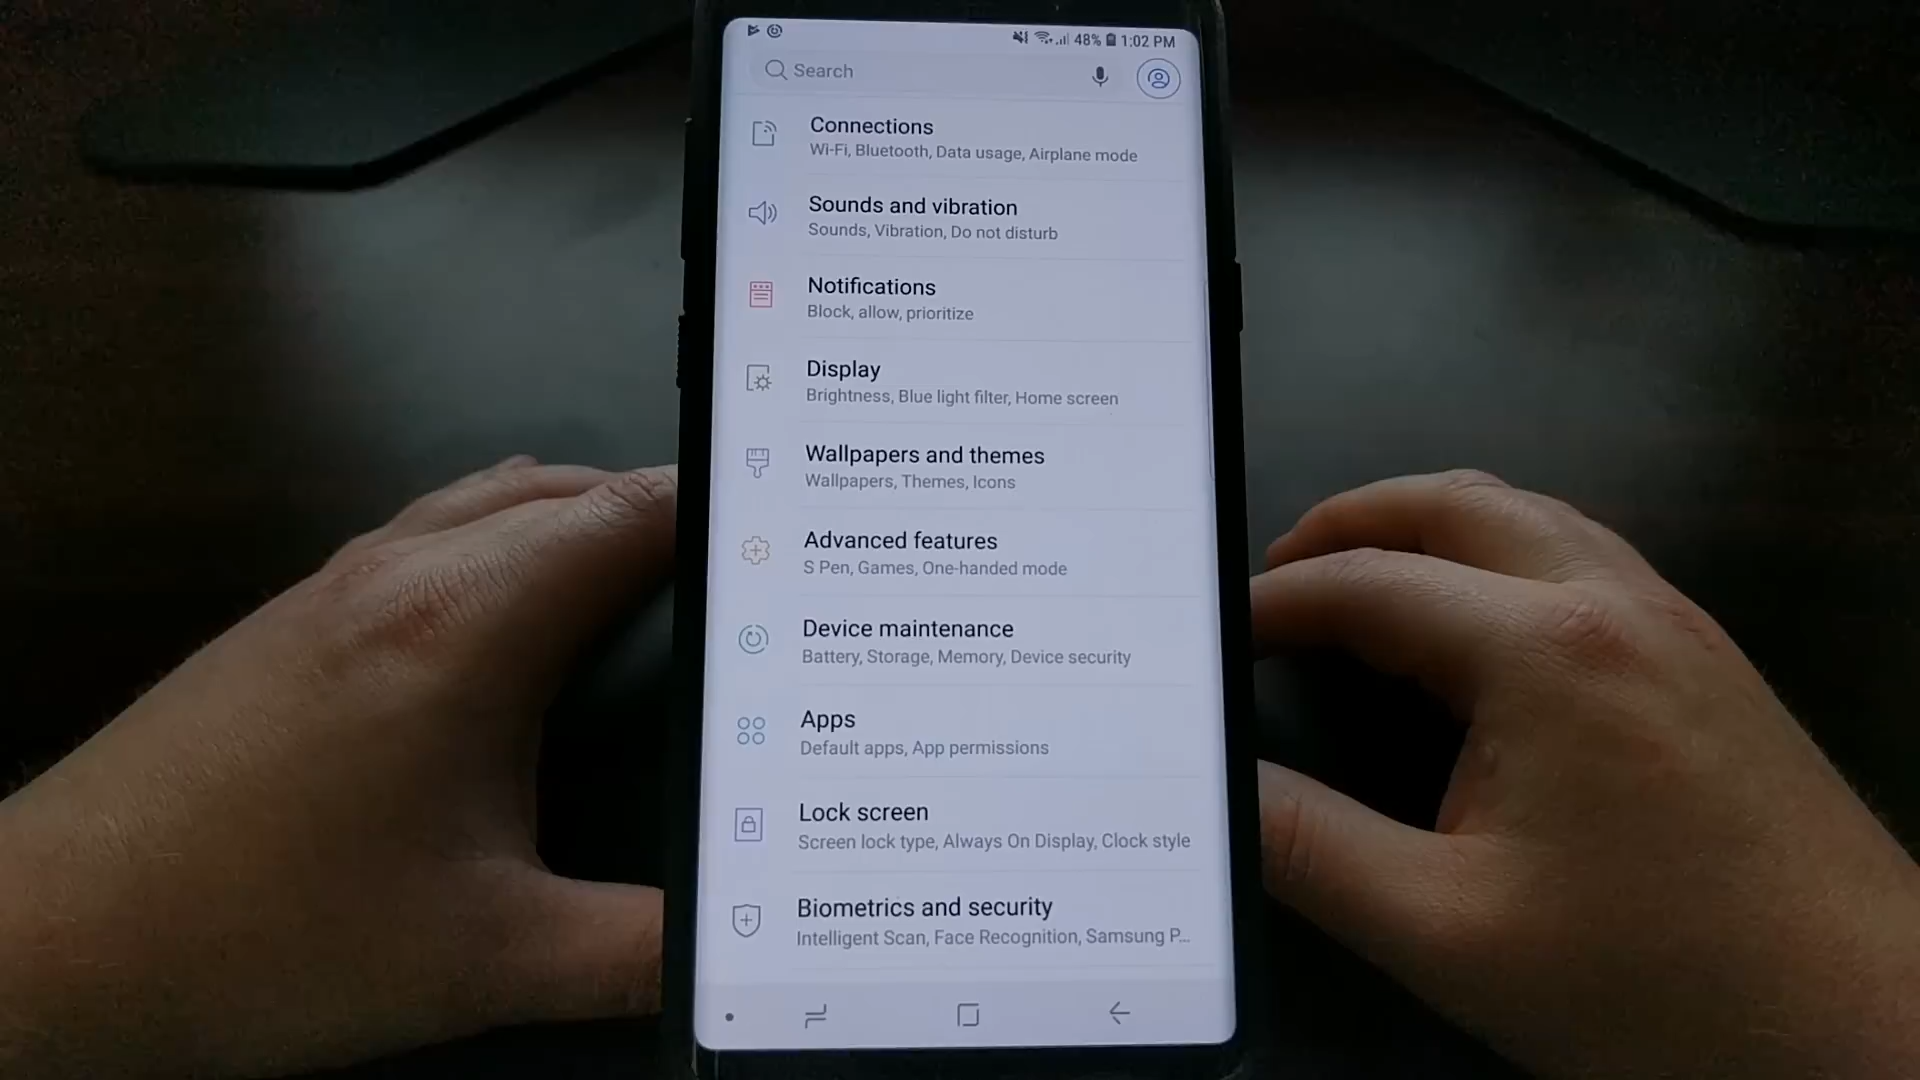 48% 1:02 PM
Search
Connections
Wi-Fi, Bluetooth, Data usage, Airplane mode
Sounds and vibration
Sounds, Vibration, Do not disturb
Notifications
Block, allow, prioritize
Display
Brightness, Blue light filter, Home screen
Wallpapers and themes
Wallpapers, Themes, Icons
Advanced features
S Pen, Games, One-handed mode
Device maintenance
Battery, Storage, Memory, Device security
Apps
Default apps, App permissions
Lock screen
Screen lock type, Always On Display, Clock style
Biometrics and security
Intelligent Scan, Face Recognition, Samsung P...